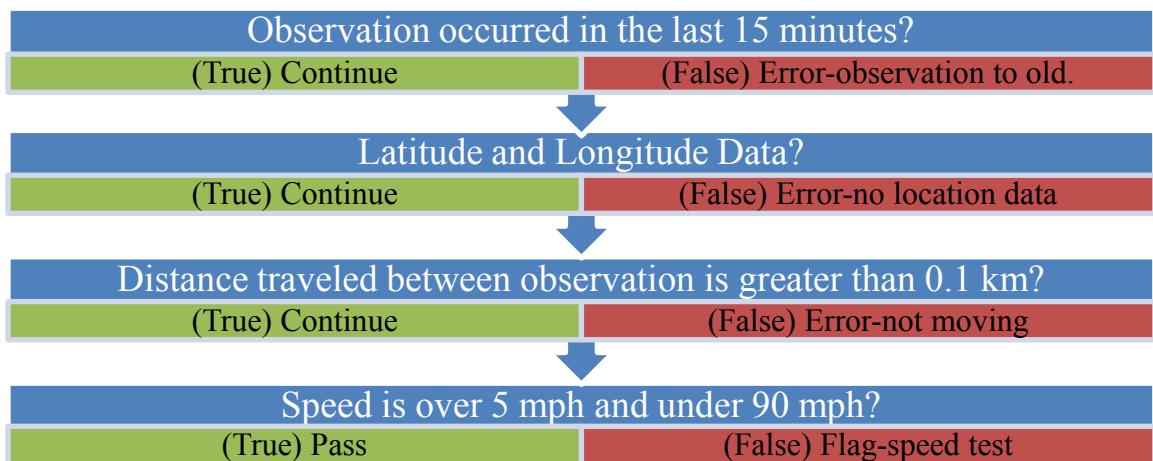 Observation occurred in the last 15 minutes?
(True) Continue
(False) Error-observation to old.
Latitude and Longitude Data?
(True) Continue
(False) Error-no location data
Distance traveled between observation is greater than 0.1 km?
(True) Continue
(False) Error-not moving
Speed is over 5 mph and under 90 mph?
(True) Pass
(False) Flag-speed test